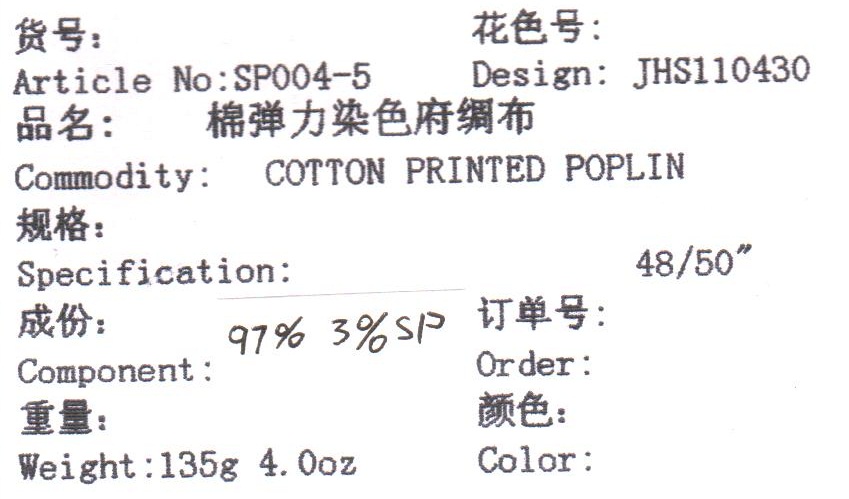 货号: 花色号:
Article No:SP004-5 Design: JHS110430
品名: 棉弹力染色府绸布
Commodity: COTTON PRINTED POPLIN
规格:
Specification: 48/50"
成份: 97% 3%SP 订单号:
Component: Order:
重量: 颜色:
Weight:135g 4.0oz Color: